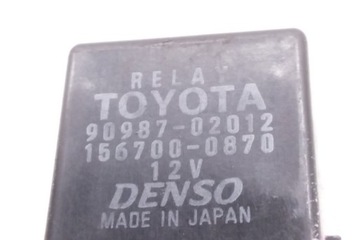 RELAY
TOYOTA
90987-02012
156700-0870
12V
DENSO
MADE IN JAPAN